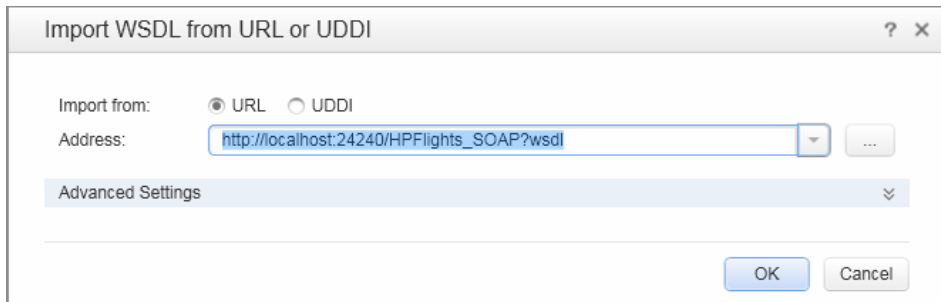 Import WSDL from URL or UDDI ? ×
Import from: URL UDDI
Address: http://localhost:24240/HPFlights_SOAP?wsdl ...
Advanced Settings
OK Cancel